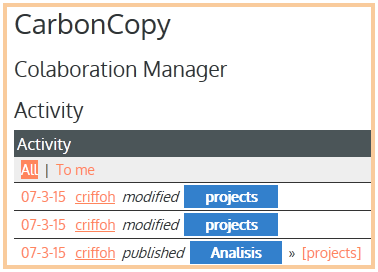 CarbonCopy
Colaboration Manager
Activity
Activity
All | To me
07-3-15 criffoh modified projects
07-3-15 criffoh modified projects
07-3-15 criffoh published Analisis » [projects]